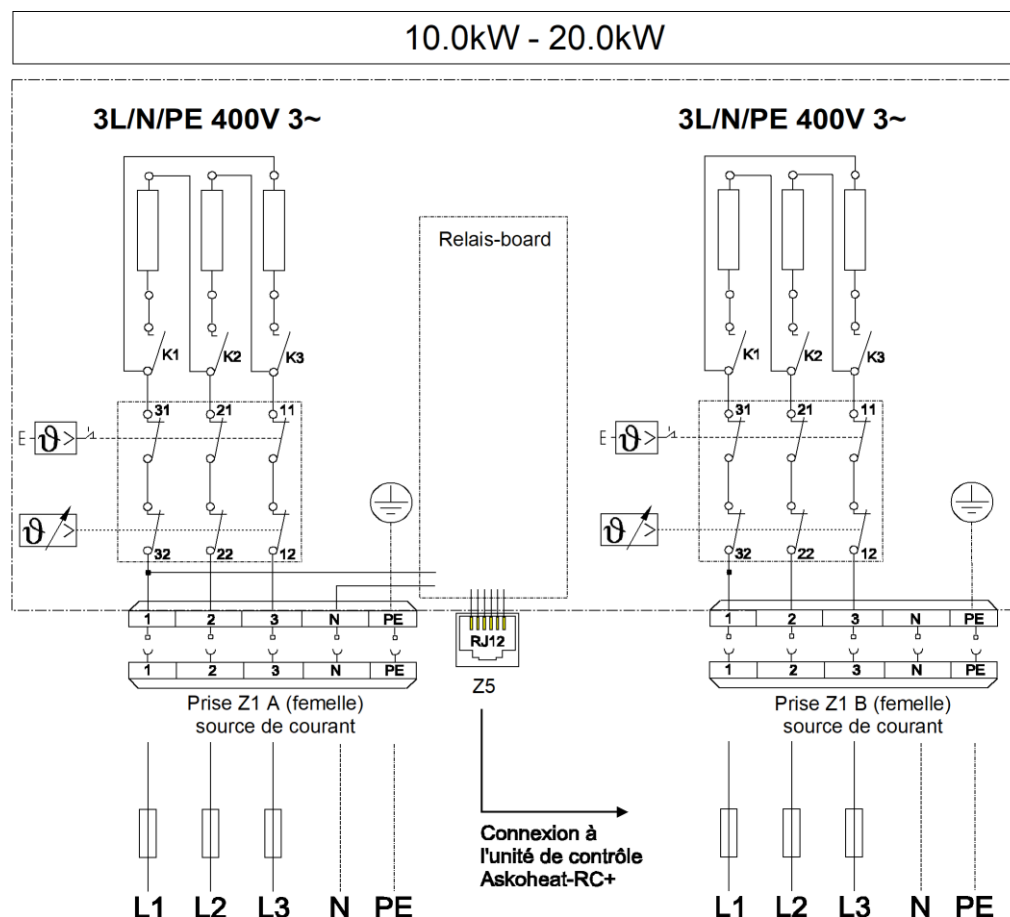 10.0kW - 20.0kW
3L/N/PE 400V 3~
3L/N/PE 400V 3~
Relais-board
K1 K2 K3
K1 K2 K3
31 21 11
31 21 11
E ϑ >
E ϑ >
ϑ >
ϑ >
32 22 12
32 22 12
1 2 3 N PE
1 2 3 N PE
RJ12
1 2 3 N PE
1 2 3 N PE
Z5
Prise Z1 A (femelle)
source de courant
Prise Z1 B (femelle)
source de courant
Connexion à
l'unité de contrôle
Askoheat-RC+
L1 L2 L3 N PE
L1 L2 L3 N PE